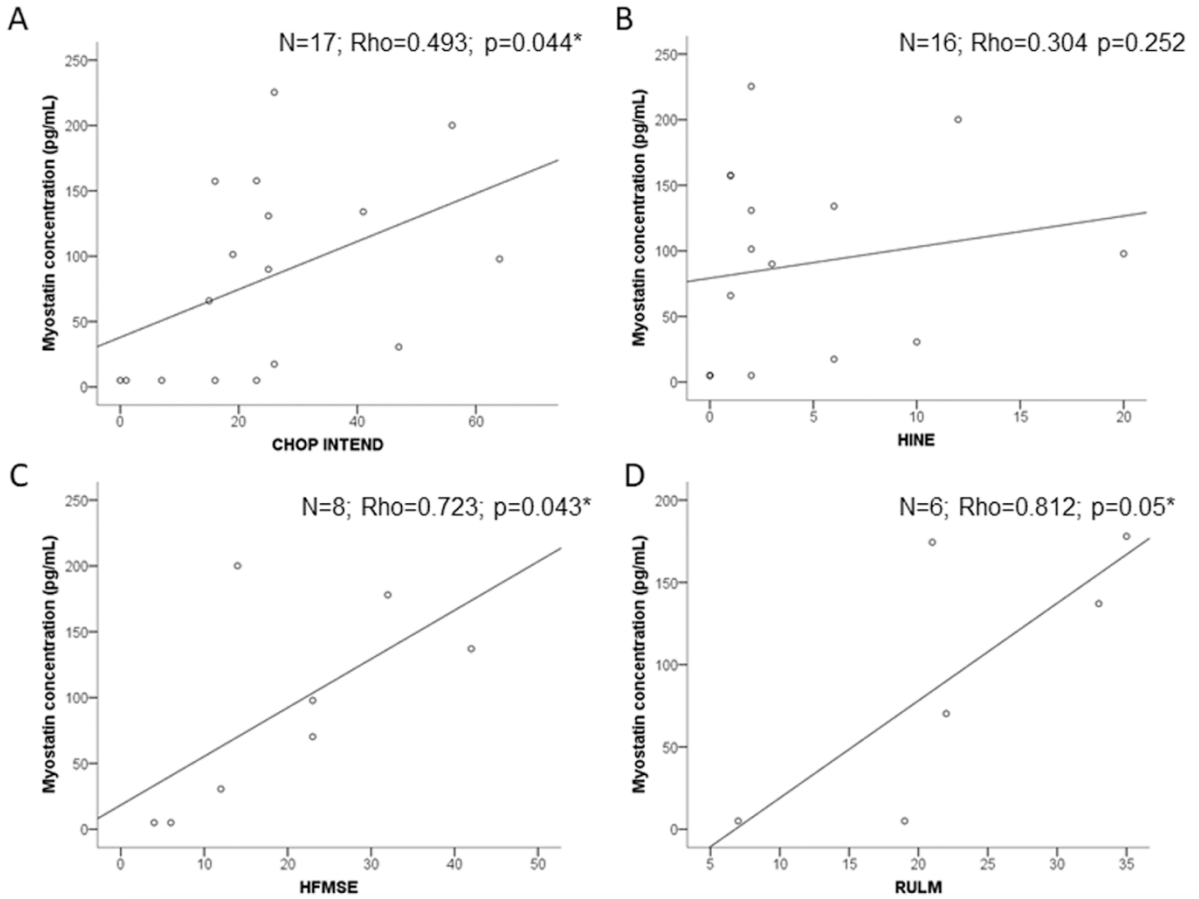 A
N=17; Rho=0.493; p=0.044*
Myostatin concentration (pg/mL)
250
200
150
100
50
0
0 20 40 60
CHOP INTEND
B
N=16; Rho=0.304 p=0.252
Myostatin concentration (pg/mL)
250
200
150
100
50
0
0 5 10 15 20
HINE
C
N=8; Rho=0.723; p=0.043*
Myostatin concentration (pg/mL)
250
200
150
100
50
0
0 10 20 30 40 50
HFMSE
D
N=6; Rho=0.812; p=0.05*
Myostatin concentration (pg/mL)
200
150
100
50
0
5 10 15 20 25 30 35
RULM